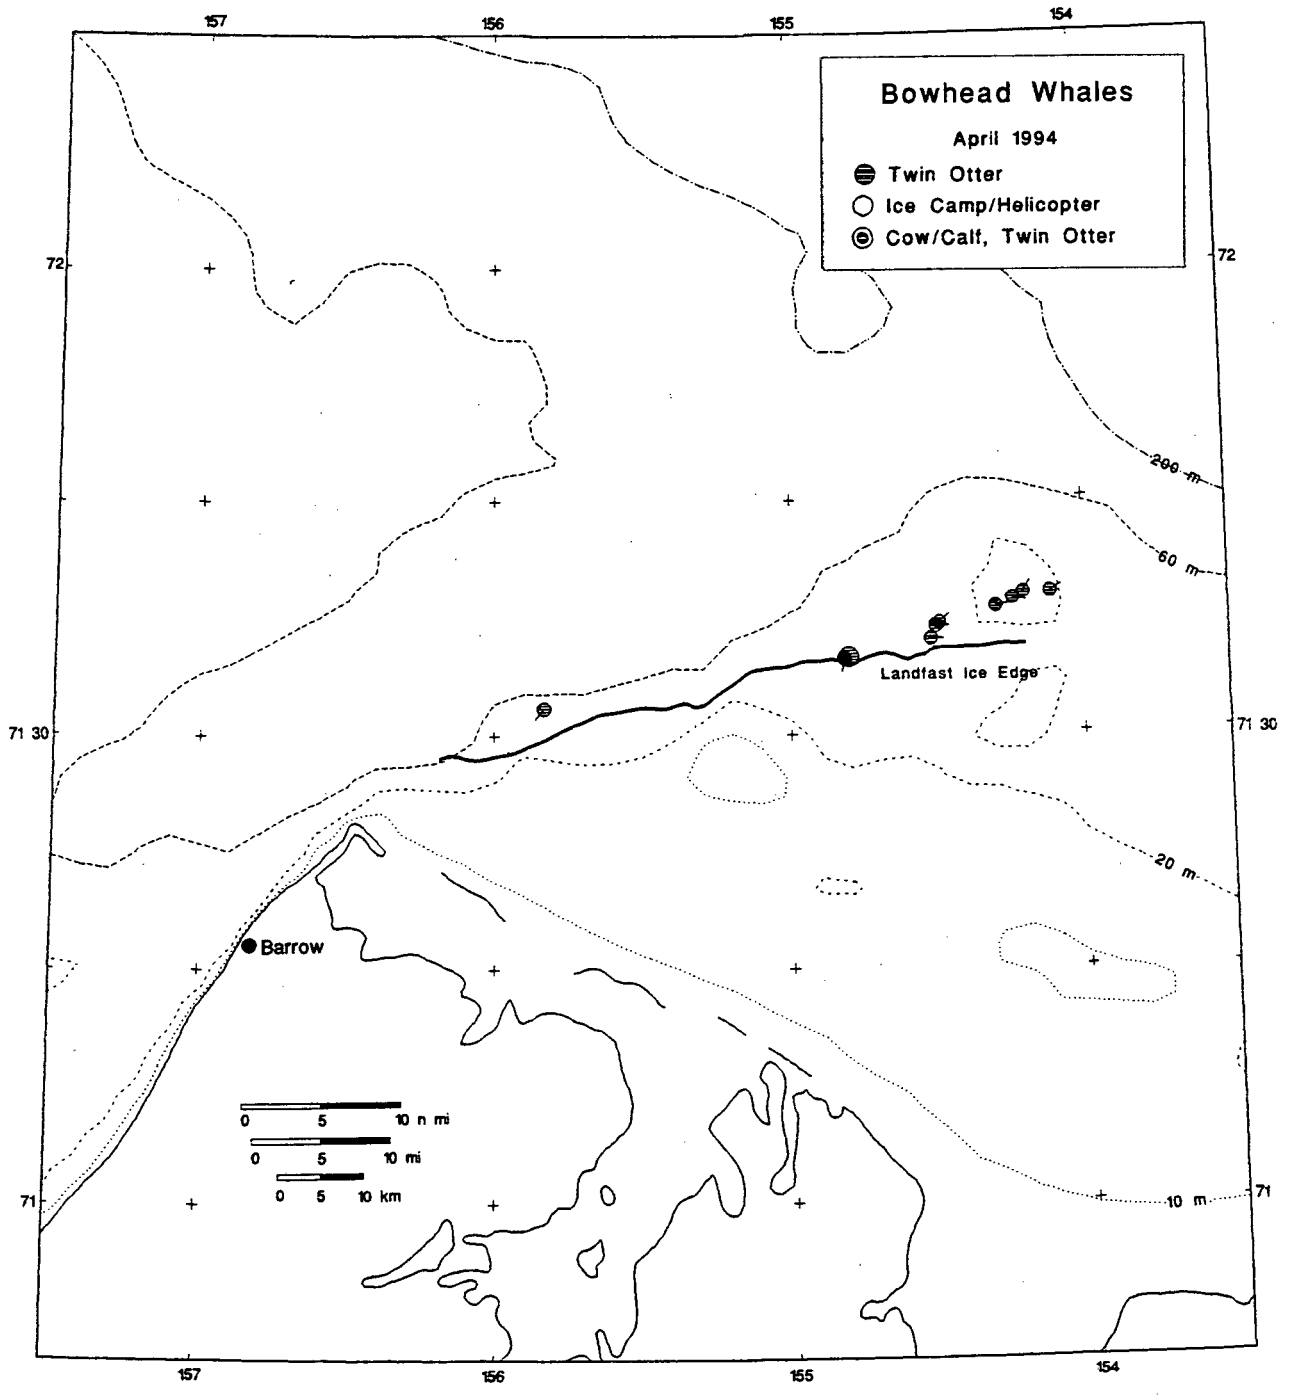 157 156 155 154
Bowhead Whales
April 1994
Twin Otter
Ice Camp/Helicopter
Cow/Calf, Twin Otter
72 72
200 m
60 m
Landfast Ice Edge
71 30 71 30
20 m
Barrow
0 5 10 n mi
0 5 10 mi
0 5 10 km
71 71
10 m
157 156 155 154